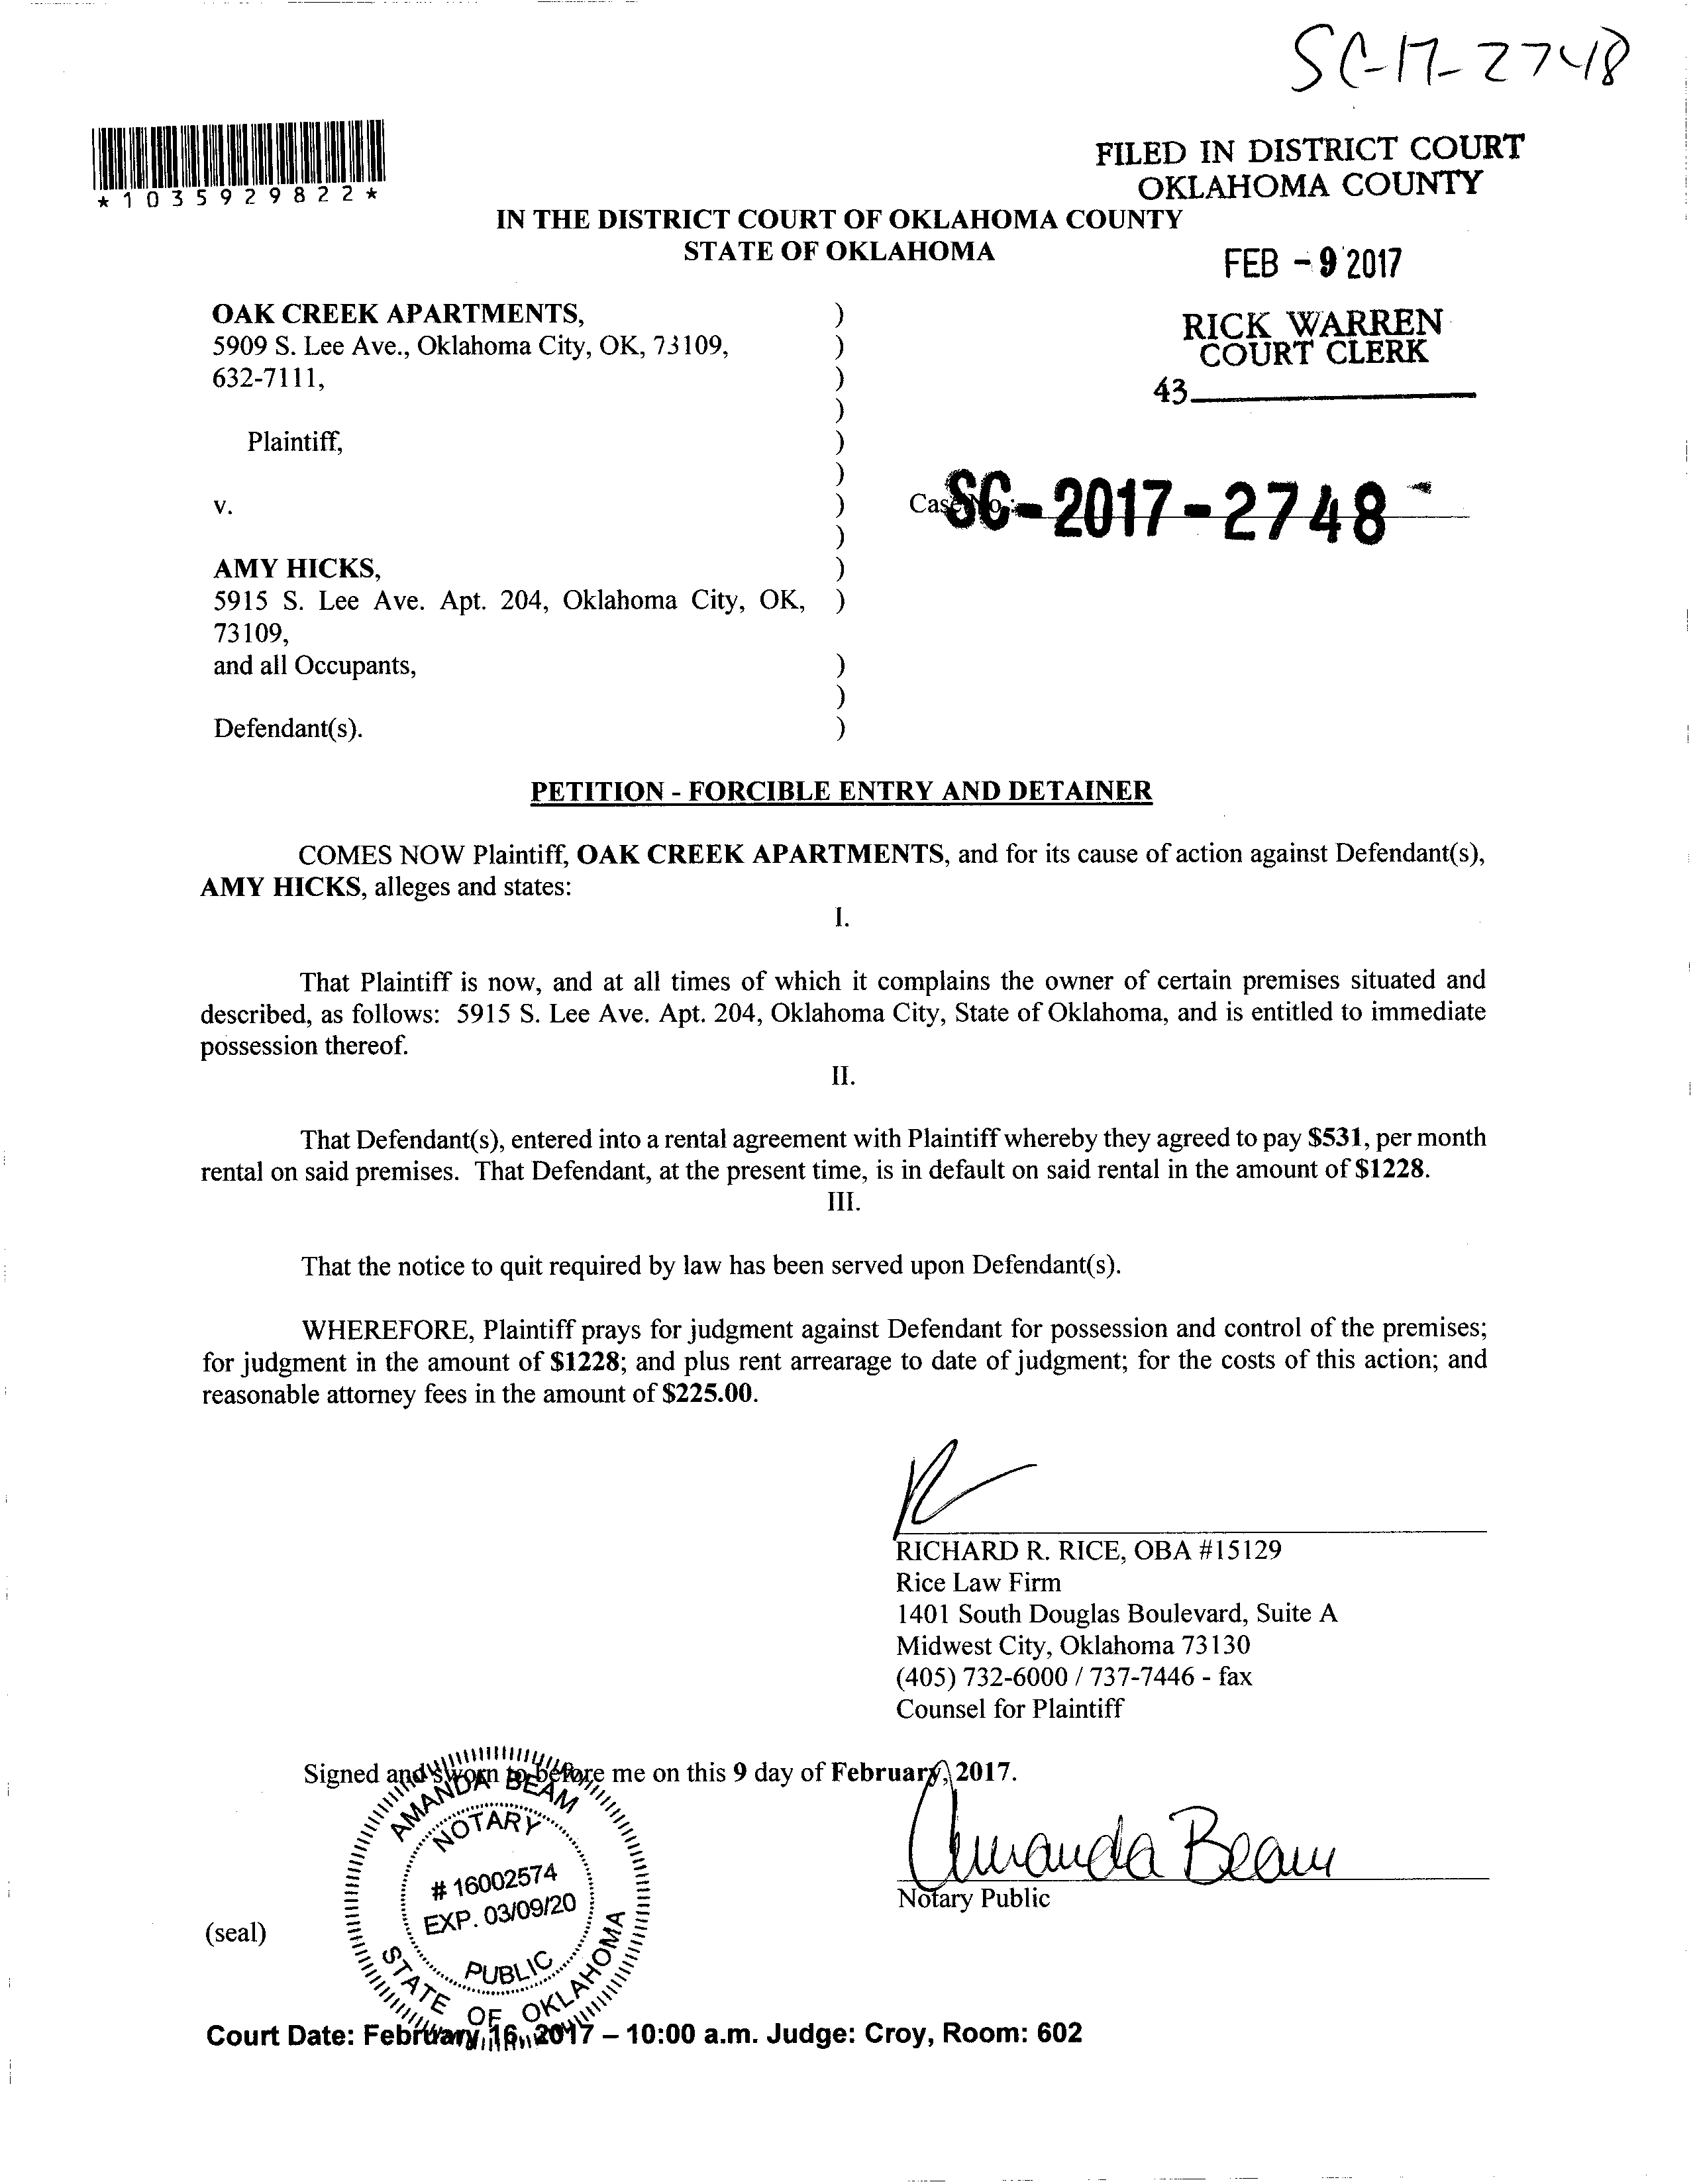 SC-17-2748
*1035929822*
FILED IN DISTRICT COURT
OKLAHOMA COUNTY
IN THE DISTRICT COURT OF OKLAHOMA COUNTY
STATE OF OKLAHOMA
FEB - 9 2017
RICK WARREN
COURT CLERK
43
OAK CREEK APARTMENTS, )
5909 S. Lee Ave., Oklahoma City, OK, 73109, )
632-7111, )
)
Plaintiff, )
)
v. ) Case No.: SC-2017-2748
)
AMY HICKS, )
5915 S. Lee Ave. Apt. 204, Oklahoma City, OK, )
73109,
and all Occupants, )
)
Defendant(s). )
PETITION - FORCIBLE ENTRY AND DETAINER
COMES NOW Plaintiff, OAK CREEK APARTMENTS, and for its cause of action against Defendant(s),
AMY HICKS, alleges and states:
I.
That Plaintiff is now, and at all times of which it complains the owner of certain premises situated and
described, as follows: 5915 S. Lee Ave. Apt. 204, Oklahoma City, State of Oklahoma, and is entitled to immediate
possession thereof.
II.
That Defendant(s), entered into a rental agreement with Plaintiff whereby they agreed to pay $531, per month
rental on said premises. That Defendant, at the present time, is in default on said rental in the amount of $1228.
III.
That the notice to quit required by law has been served upon Defendant(s).
WHEREFORE, Plaintiff prays for judgment against Defendant for possession and control of the premises;
for judgment in the amount of $1228; and plus rent arrearage to date of judgment; for the costs of this action; and
reasonable attorney fees in the amount of $225.00.
RICHARD R. RICE, OBA #15129
Rice Law Firm
1401 South Douglas Boulevard, Suite A
Midwest City, Oklahoma 73130
(405) 732-6000 / 737-7446 - fax
Counsel for Plaintiff
Signed and sworn to before me on this 9 day of February, 2017.
Amanda Beam
Notary Public
AMANDA BEAM
NOTARY
# 16002574
EXP. 03/09/20
PUBLIC
STATE OF OKLAHOMA
(seal)
Court Date: February 16, 2017 – 10:00 a.m. Judge: Croy, Room: 602